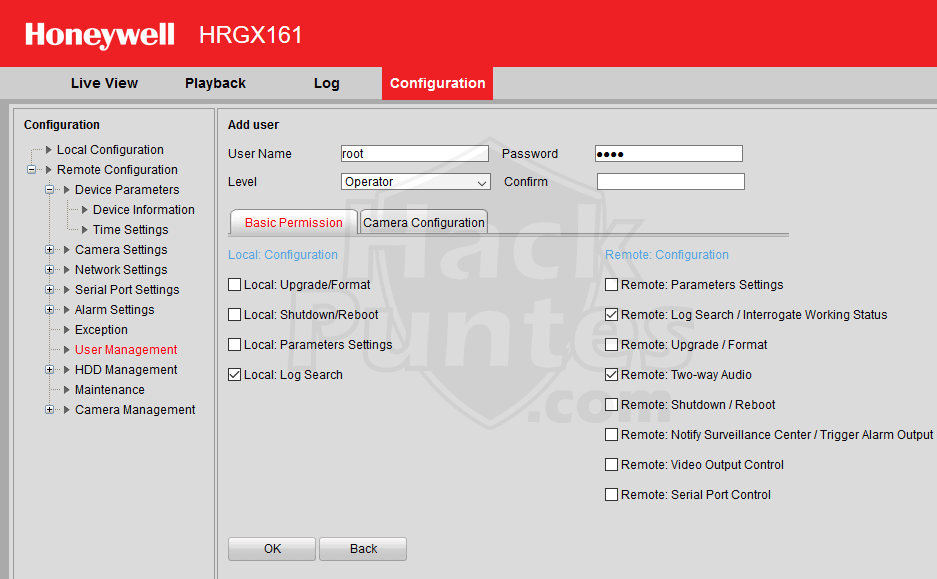 Honeywell HRGX161
Live View Playback Log Configuration
Configuration
Local Configuration
Remote Configuration
Device Parameters
Device Information
Time Settings
Camera Settings
Network Settings
Serial Port Settings
Alarm Settings
Exception
User Management
HDD Management
Maintenance
Camera Management
Add user
User Name root Password ●●●●
Level Operator Confirm
Basic Permission Camera Configuration
Local: Configuration
Local: Upgrade/Format
Local: Shutdown/Reboot
Local: Parameters Settings
Local: Log Search
Remote: Configuration
Remote: Parameters Settings
Remote: Log Search / Interrogate Working Status
Remote: Upgrade / Format
Remote: Two-way Audio
Remote: Shutdown / Reboot
Remote: Notify Surveillance Center / Trigger Alarm Output
Remote: Video Output Control
Remote: Serial Port Control
OK Back
Hack
Puntes
.com